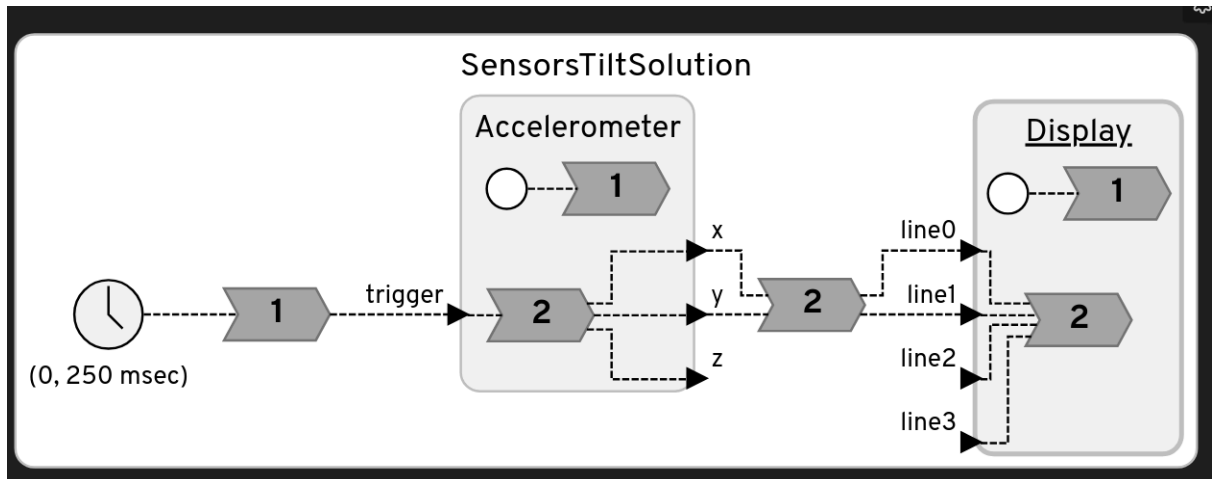 SensorsTiltSolution
Accelerometer
1
x
trigger
2
y
z
1
(0, 250 msec)
2
Display
1
line0
line1
2
line2
line3